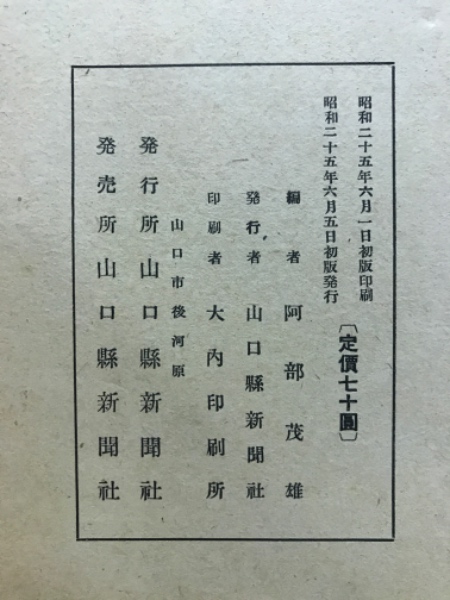 昭和二十五年六月一日初版印刷
昭和二十五年六月五日初版発行
〔定價七十圓〕
編者 阿部茂雄
発行者 山口縣新聞社
印刷者 大内印刷所
山口市後河原
発行所 山口縣新聞社
発売所 山口縣新聞社